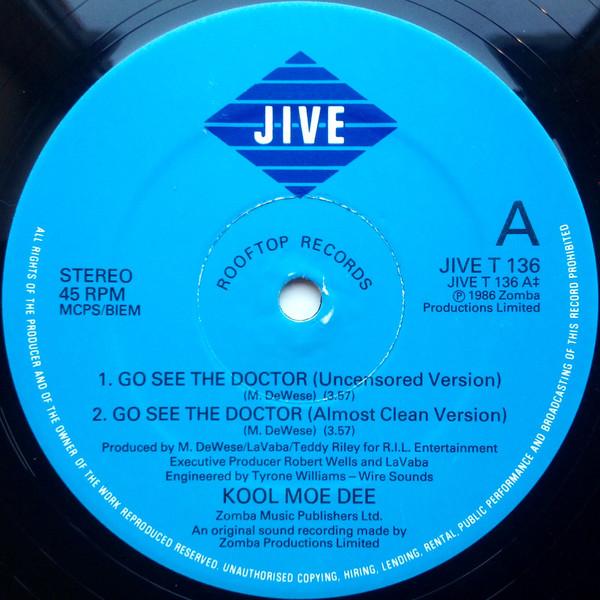 JIVE
ROOFTOP RECORDS
A
STEREO
45 RPM
MCPS/BIEM
JIVE T 136
JIVE T 136 A‡
Ⓟ 1986 Zomba
Productions Limited
1. GO SEE THE DOCTOR (Uncensored Version)
(M. DeWese) (3.57)
2. GO SEE THE DOCTOR (Almost Clean Version)
(M. DeWese) (3.57)
Produced by M. DeWese/LaVaba/Teddy Riley for R.I.L. Entertainment
Executive Producer Robert Wells and LaVaba
Engineered by Tyrone Williams – Wire Sounds
KOOL MOE DEE
Zomba Music Publishers Ltd.
An original sound recording made by
Zomba Productions Limited
ALL RIGHTS OF THE PRODUCER AND OF THE OWNER OF THE WORK REPRODUCED RESERVED. UNAUTHORISED COPYING, HIRING, LENDING, RENTAL, PUBLIC PERFORMANCE AND BROADCASTING OF THIS RECORD PROHIBITED